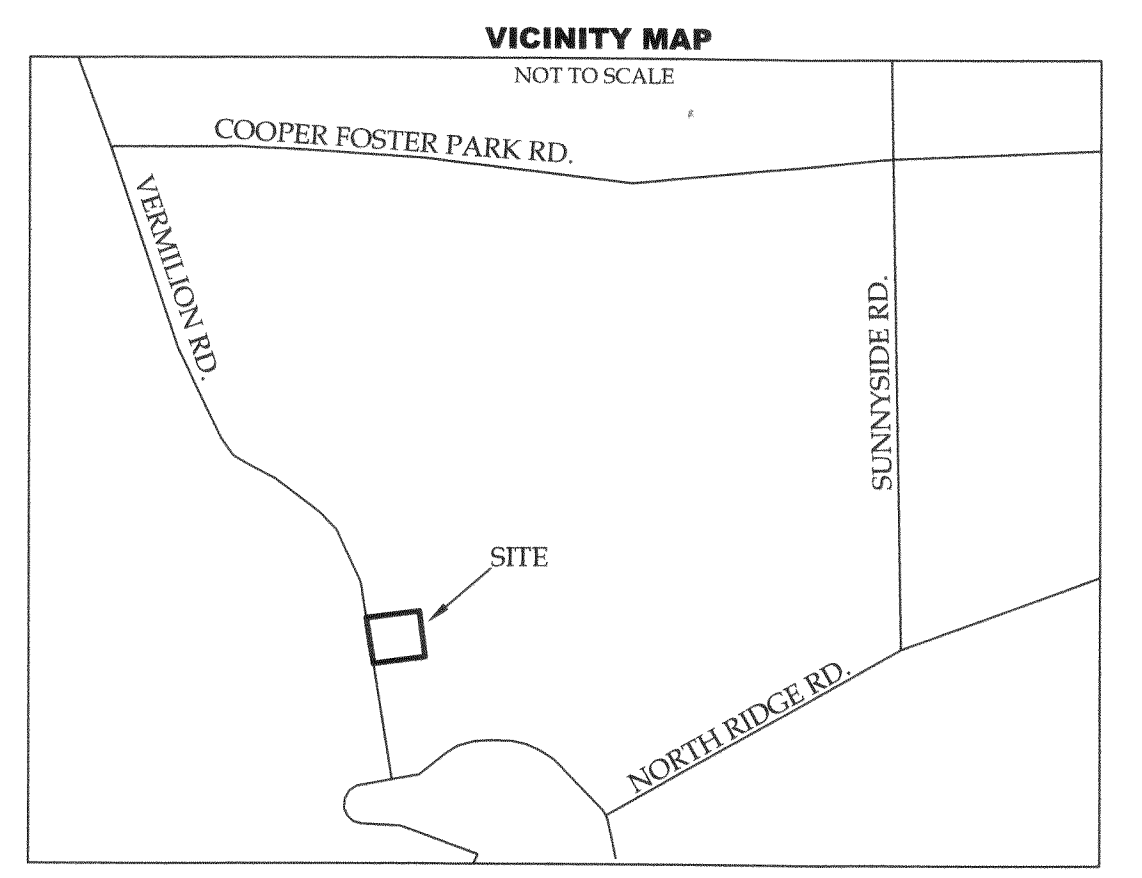 VICINITY MAP
NOT TO SCALE
COOPER FOSTER PARK RD.
VERMILION RD.
SUNNYSIDE RD.
SITE
NORTH RIDGE RD.